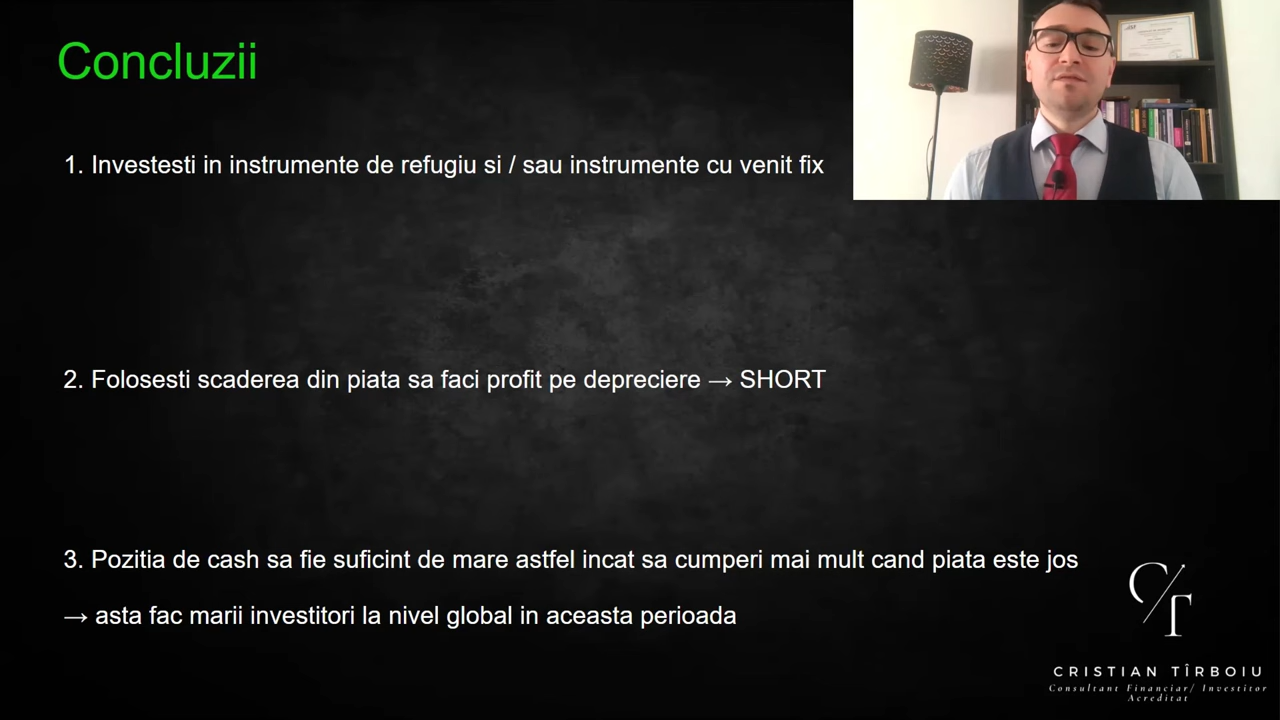 Concluzii
1. Investesti in instrumente de refugiu si / sau instrumente cu venit fix
2. Folosesti scaderea din piata sa faci profit pe depreciere → SHORT
3. Pozitia de cash sa fie suficint de mare astfel incat sa cumperi mai mult cand piata este jos
→ asta fac marii investitori la nivel global in aceasta perioada
CT
CRISTIAN TÎRBOIU
Consultant Financiar/ Investitor
Acreditat